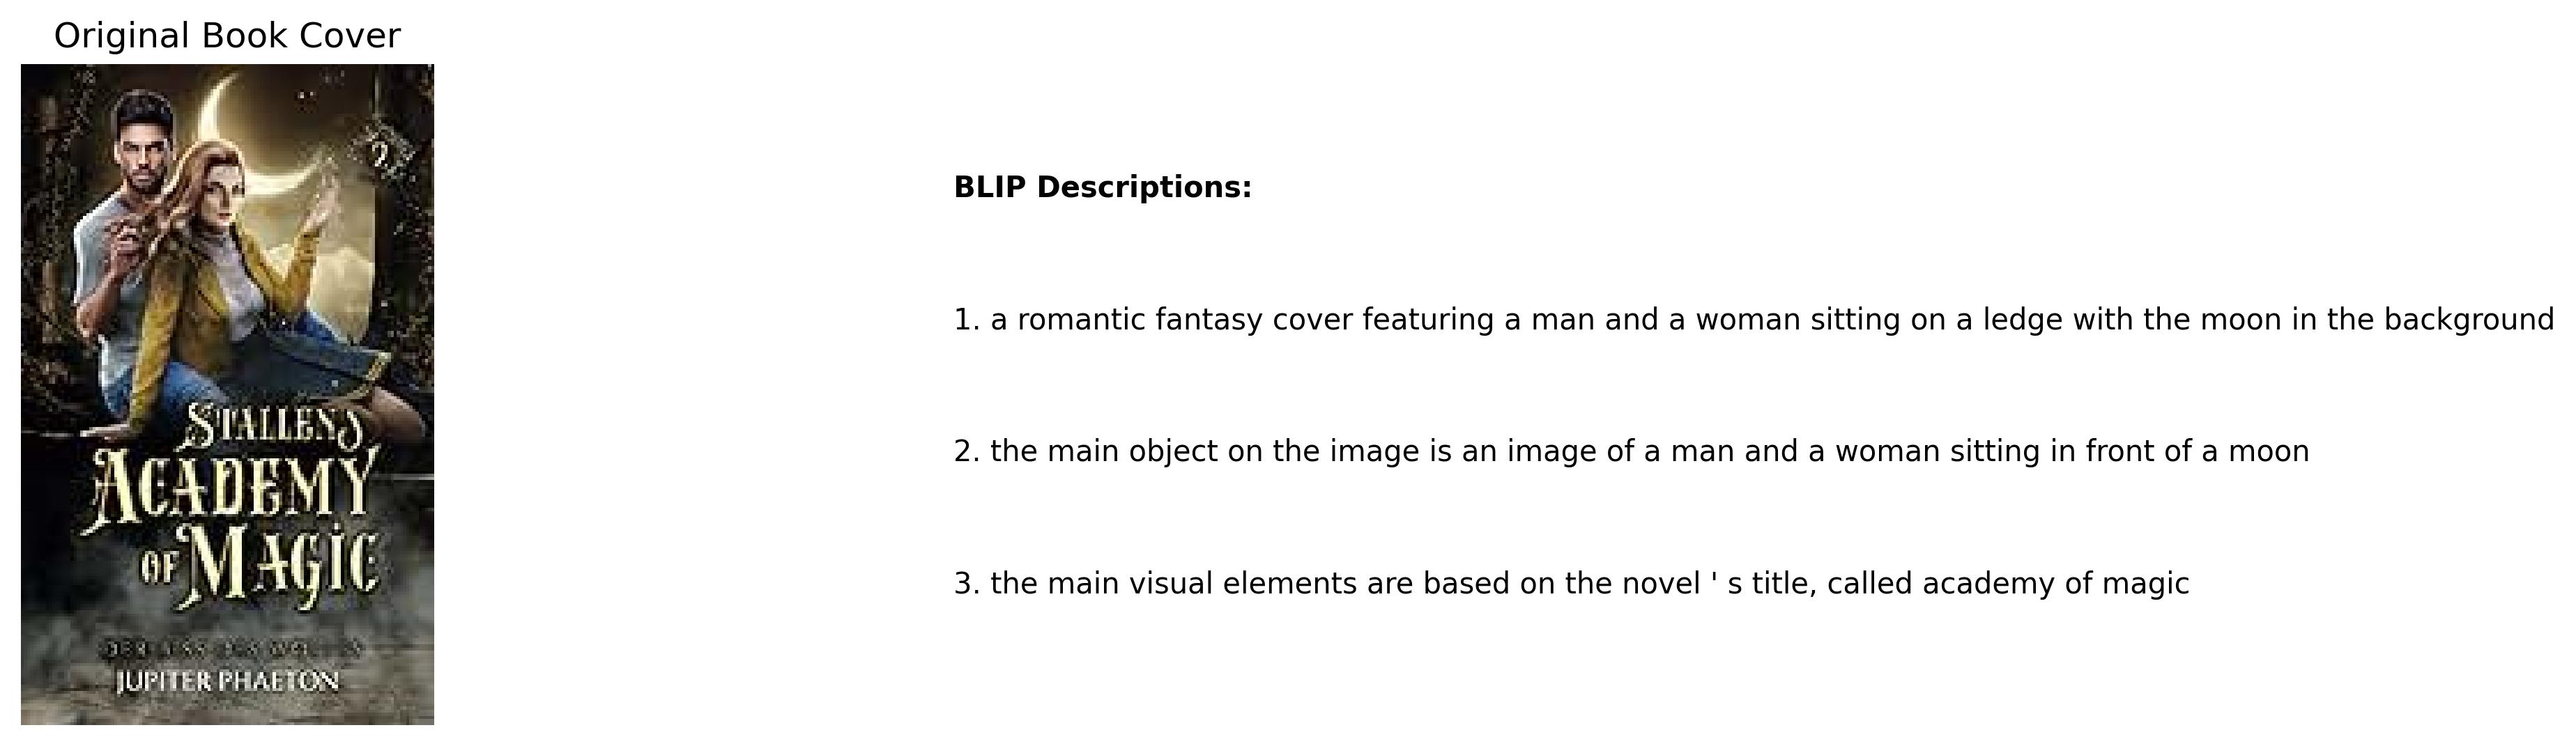 Original Book Cover
2
STALLENS
ACADEMY
OF MAGIC
JUPITER PHAETON
BLIP Descriptions:
1. a romantic fantasy cover featuring a man and a woman sitting on a ledge with the moon in the background
2. the main object on the image is an image of a man and a woman sitting in front of a moon
3. the main visual elements are based on the novel ' s title, called academy of magic